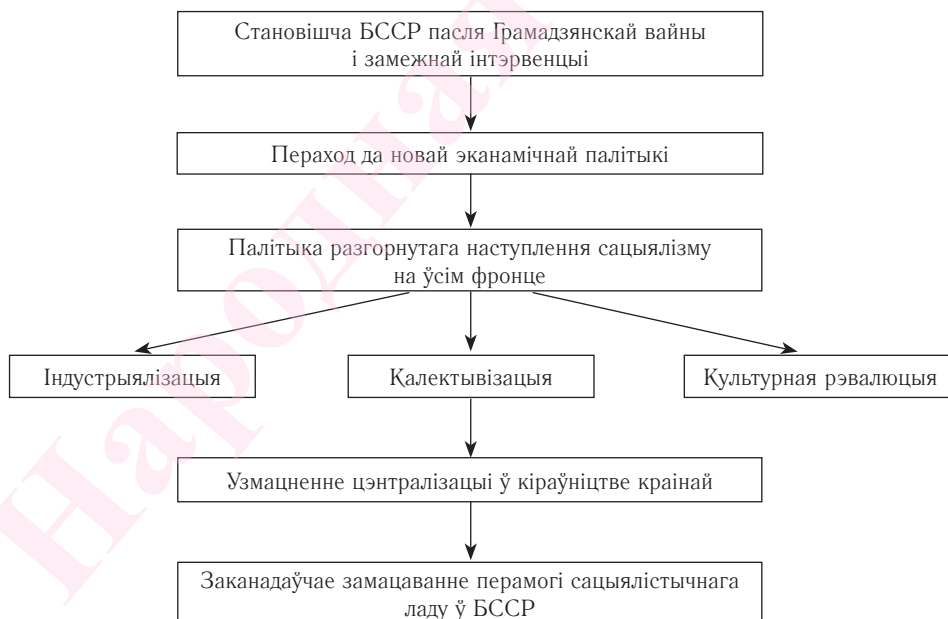 Становішча БССР пасля Грамадзянскай вайны
і замежнай інтэрвенцыі
Пераход да новай эканамічнай палітыкі
Палітыка разгорнутага наступлення сацыялізму
на ўсім фронце
Індустрыялізацыя
Калектывізацыя
Культурная рэвалюцыя
Узмацненне цэнтралізацыі ў кіраўніцтве краінай
Заканадаўчае замацаванне перамогі сацыялістычнага
ладу ў БССР
Народная